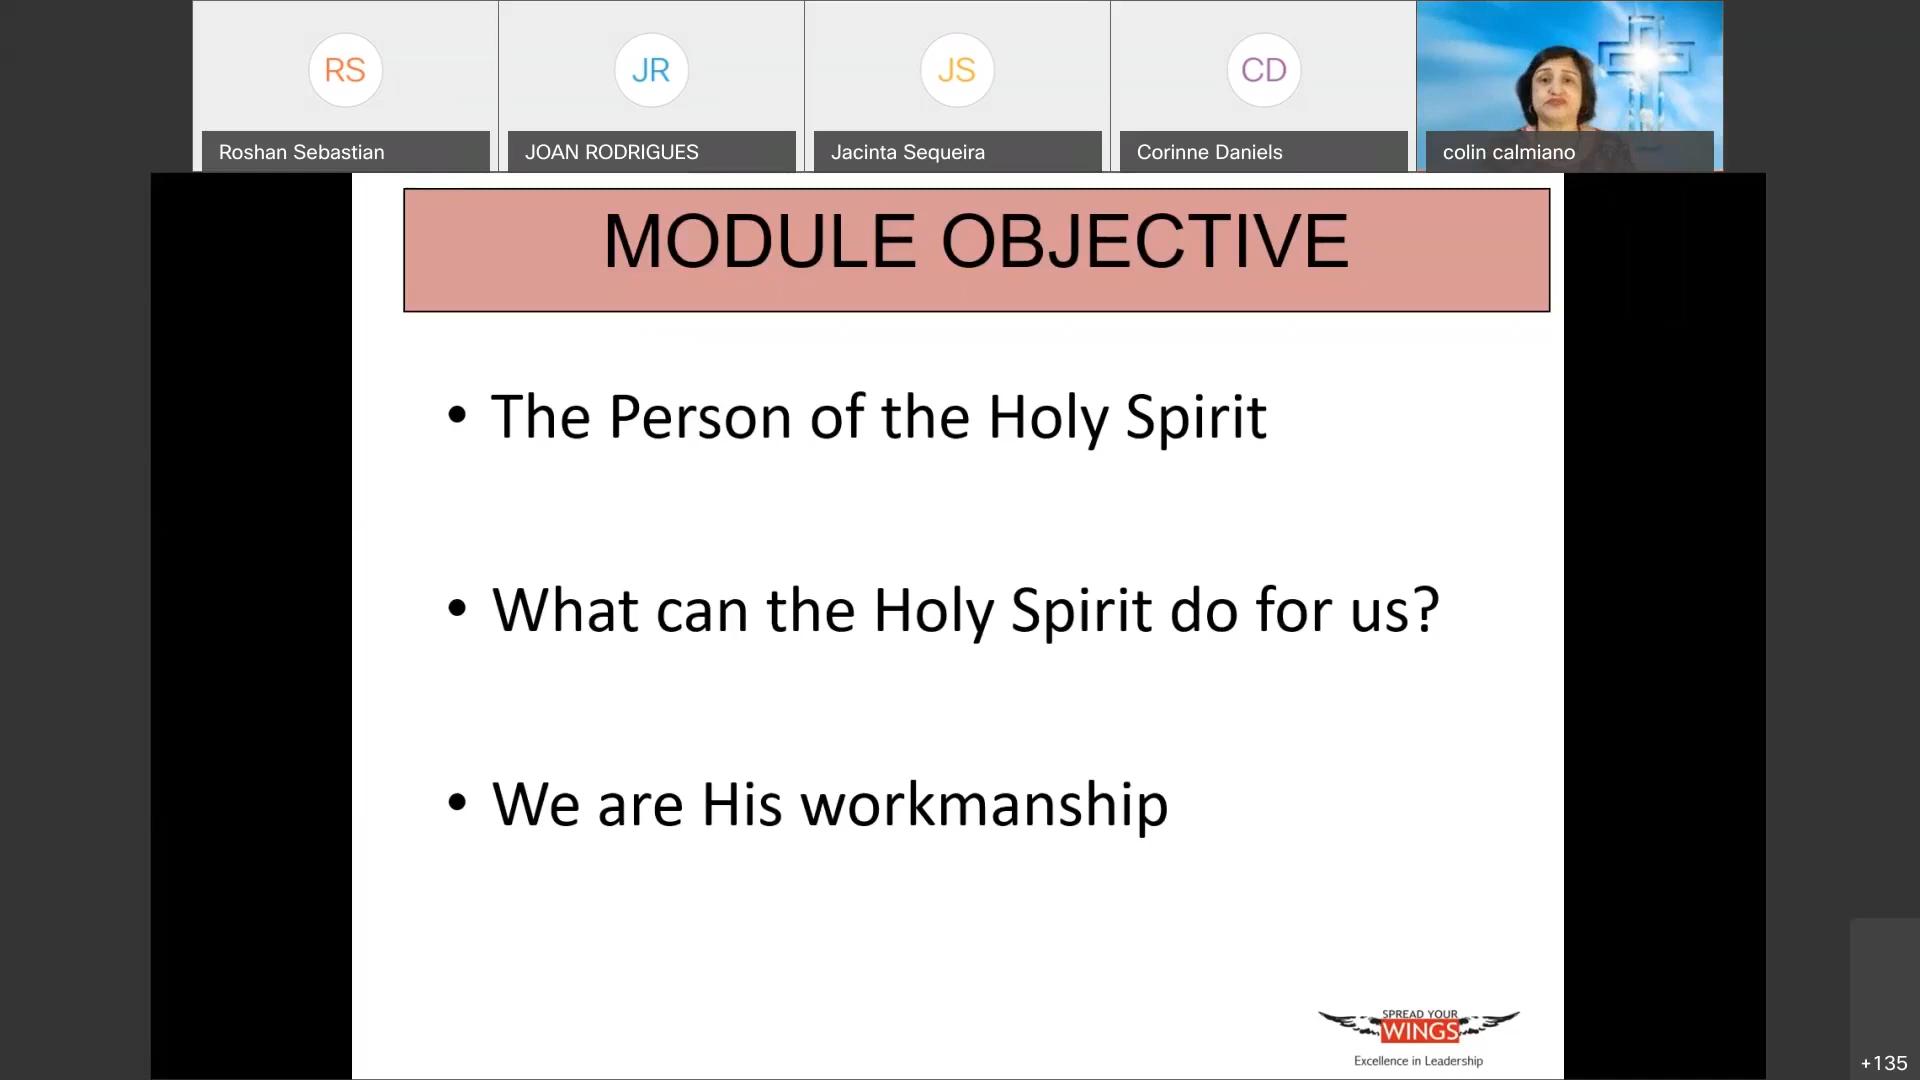 RS
JR
JS
CD
Roshan Sebastian
JOAN RODRIGUES
Jacinta Sequeira
Corinne Daniels
colin calmiano
MODULE OBJECTIVE
• The Person of the Holy Spirit
• What can the Holy Spirit do for us?
• We are His workmanship
SPREAD YOUR
WINGS
Excellence in Leadership
+135